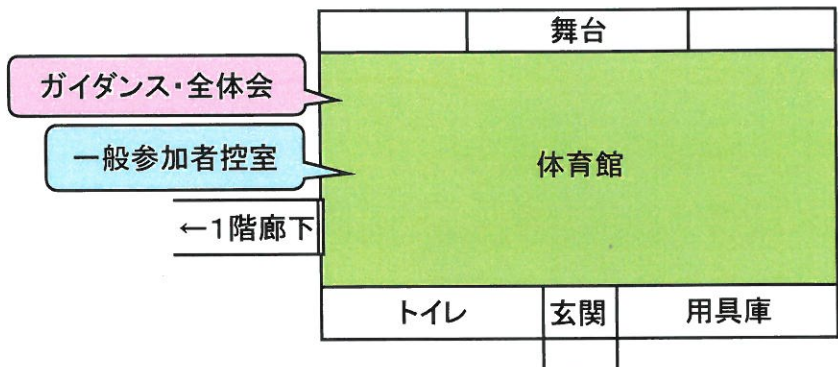 舞台
ガイダンス・全体会
一般参加者控室
体育館
←1階廊下
トイレ
玄関
用具庫